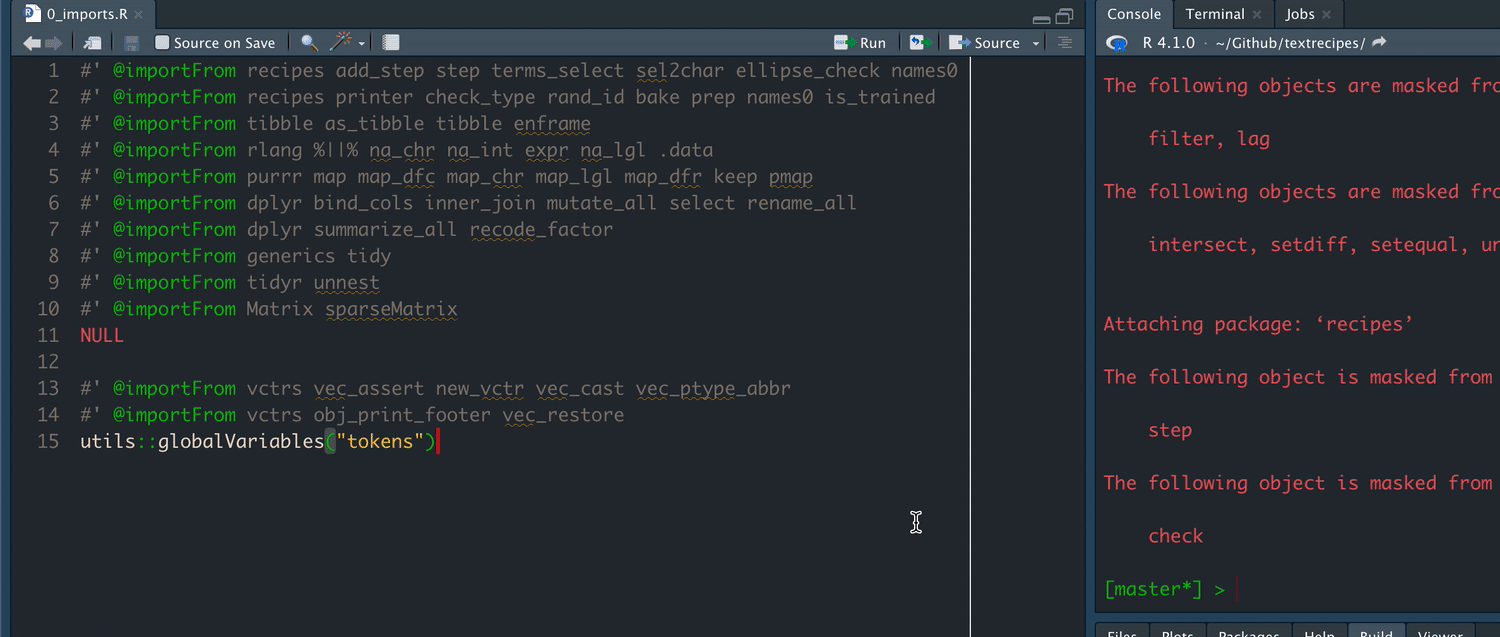 0_imports.R
Source on Save
Run
Source
1 #' @importFrom recipes add_step step terms_select sel2char ellipse_check names0
2 #' @importFrom recipes printer check_type rand_id bake prep names0 is_trained
3 #' @importFrom tibble as_tibble tibble enframe
4 #' @importFrom rlang %||% na_chr na_int expr na_lgl .data
5 #' @importFrom purrr map map_dfc map_chr map_lgl map_dfr keep pmap
6 #' @importFrom dplyr bind_cols inner_join mutate_all select rename_all
7 #' @importFrom dplyr summarize_all recode_factor
8 #' @importFrom generics tidy
9 #' @importFrom tidyr unnest
10 #' @importFrom Matrix sparseMatrix
11 NULL
12
13 #' @importFrom vctrs vec_assert new_vctr vec_cast vec_ptype_abbr
14 #' @importFrom vctrs obj_print_footer vec_restore
15 utils::globalVariables("tokens")
Console Terminal Jobs
R 4.1.0 · ~/Github/textrecipes/
The following objects are masked fro
filter, lag
The following objects are masked fro
intersect, setdiff, setequal, un
Attaching package: ‘recipes’
The following object is masked from
step
The following object is masked from
check
[master*] >
Files Plots Packages Help Build Viewer